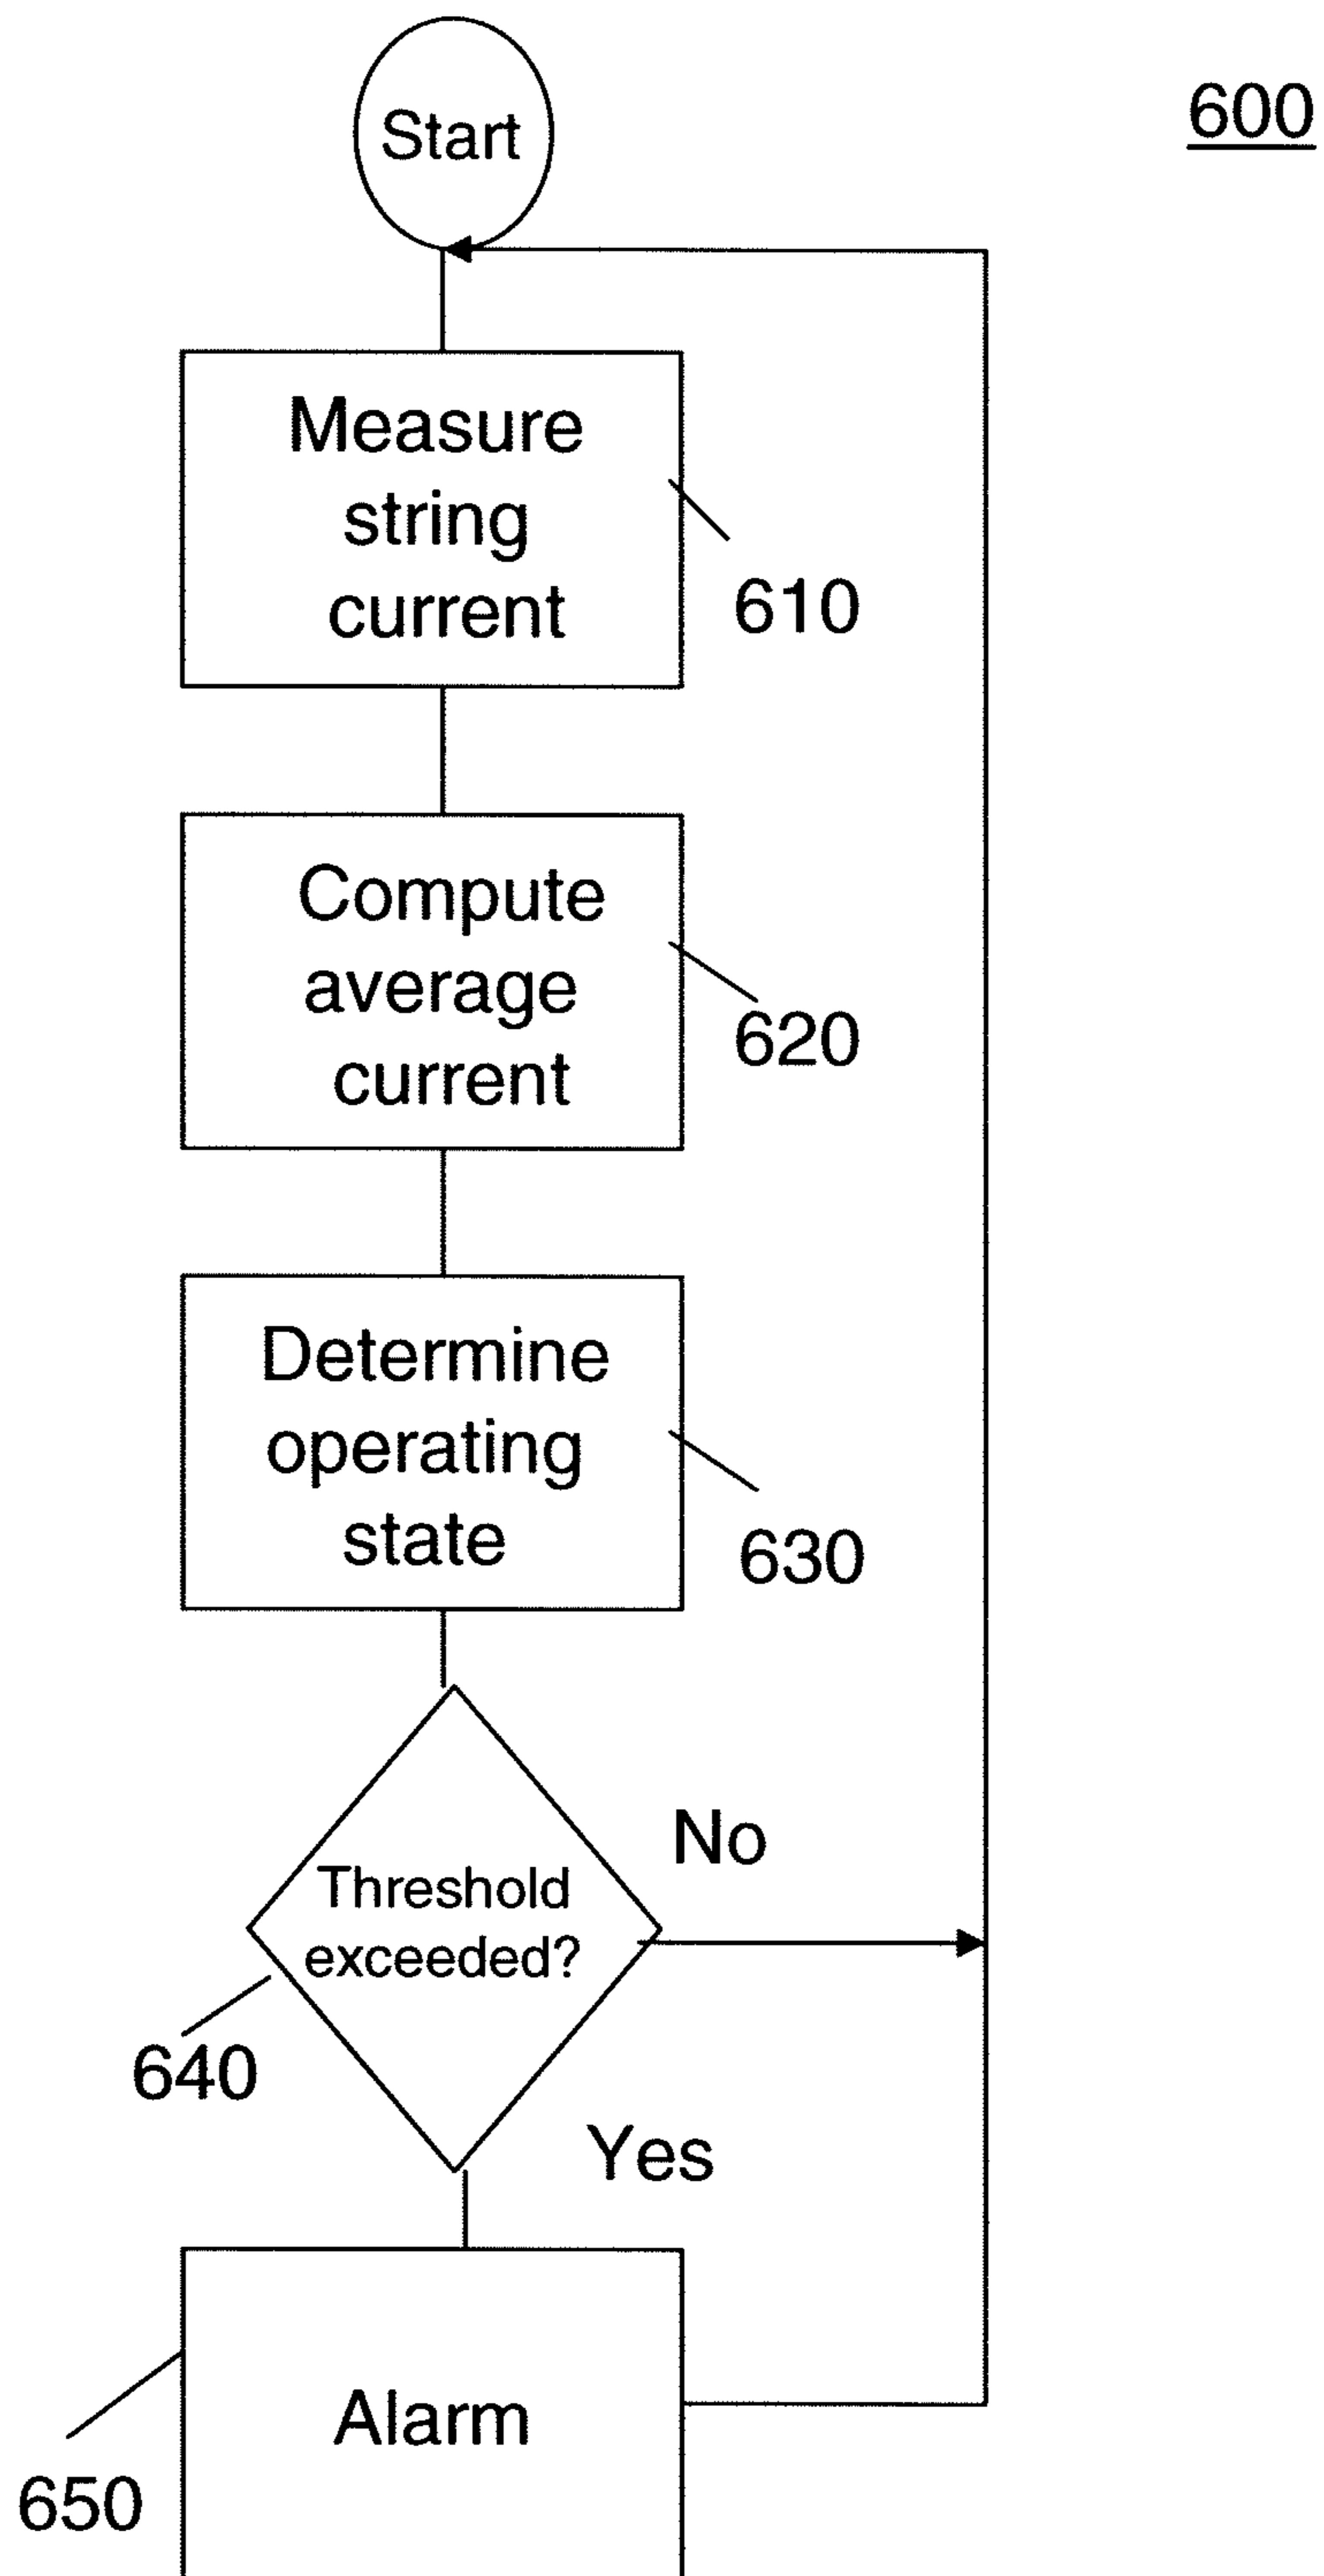 Start
600
Measure
string
current
610
Compute
average
current
620
Determine
operating
state
630
No
Threshold
exceeded?
640
Yes
Alarm
650